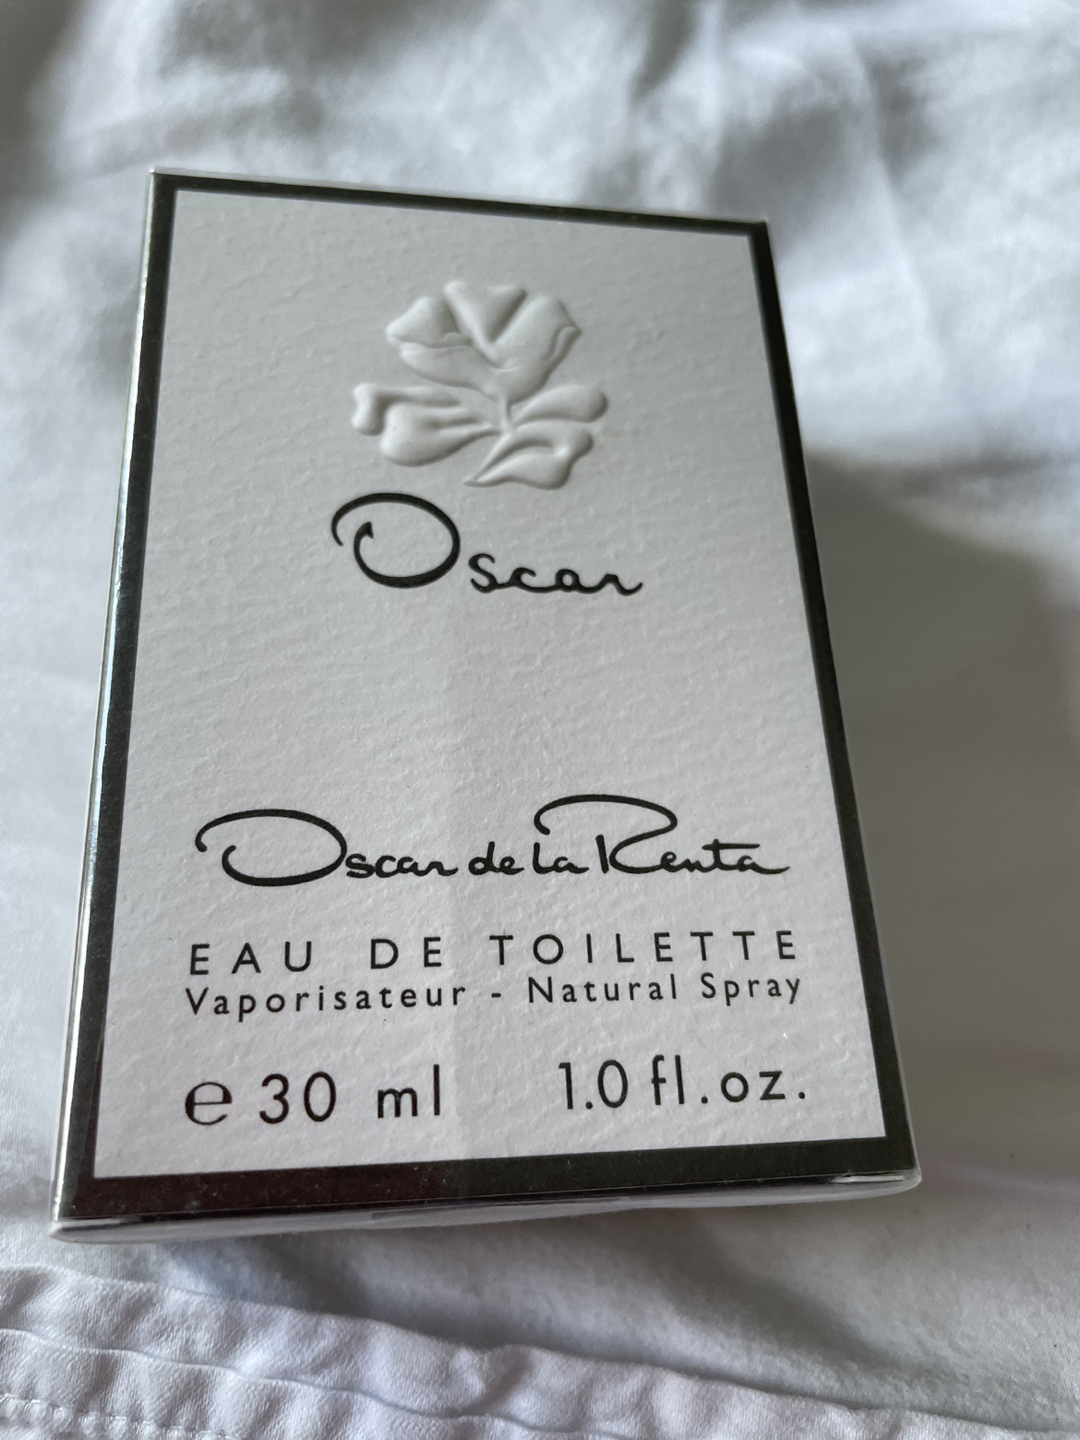 Oscar
Oscar de la Renta
EAU DE TOILETTE
Vaporisateur - Natural Spray
℮ 30 ml 1.0 fl.oz.